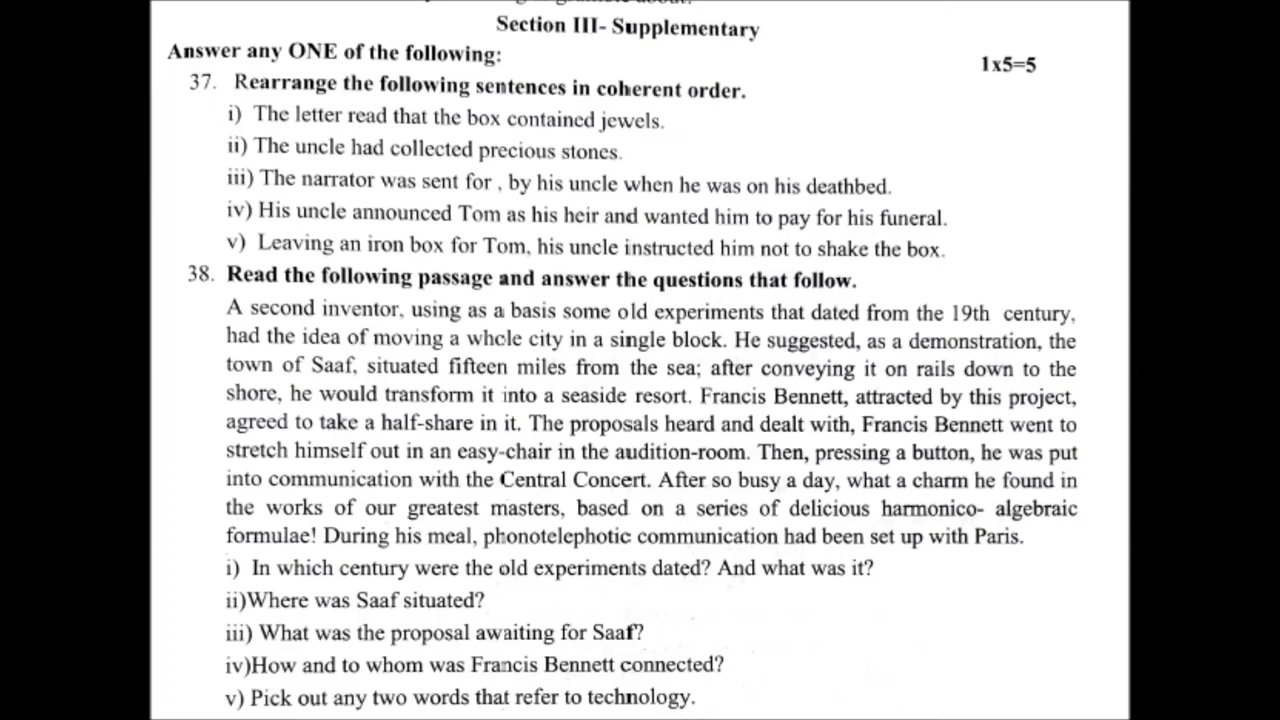 Section III- Supplementary
Answer any ONE of the following:
1x5=5
37. Rearrange the following sentences in coherent order.
i) The letter read that the box contained jewels.
ii) The uncle had collected precious stones.
iii) The narrator was sent for , by his uncle when he was on his deathbed.
iv) His uncle announced Tom as his heir and wanted him to pay for his funeral.
v) Leaving an iron box for Tom, his uncle instructed him not to shake the box.
38. Read the following passage and answer the questions that follow.
A second inventor, using as a basis some old experiments that dated from the 19th century,
had the idea of moving a whole city in a single block. He suggested, as a demonstration, the
town of Saaf, situated fifteen miles from the sea; after conveying it on rails down to the
shore, he would transform it into a seaside resort. Francis Bennett, attracted by this project,
agreed to take a half-share in it. The proposals heard and dealt with, Francis Bennett went to
stretch himself out in an easy-chair in the audition-room. Then, pressing a button, he was put
into communication with the Central Concert. After so busy a day, what a charm he found in
the works of our greatest masters, based on a series of delicious harmonico- algebraic
formulae! During his meal, phonotelephotic communication had been set up with Paris.
i) In which century were the old experiments dated? And what was it?
ii)Where was Saaf situated?
iii) What was the proposal awaiting for Saaf?
iv)How and to whom was Francis Bennett connected?
v) Pick out any two words that refer to technology.